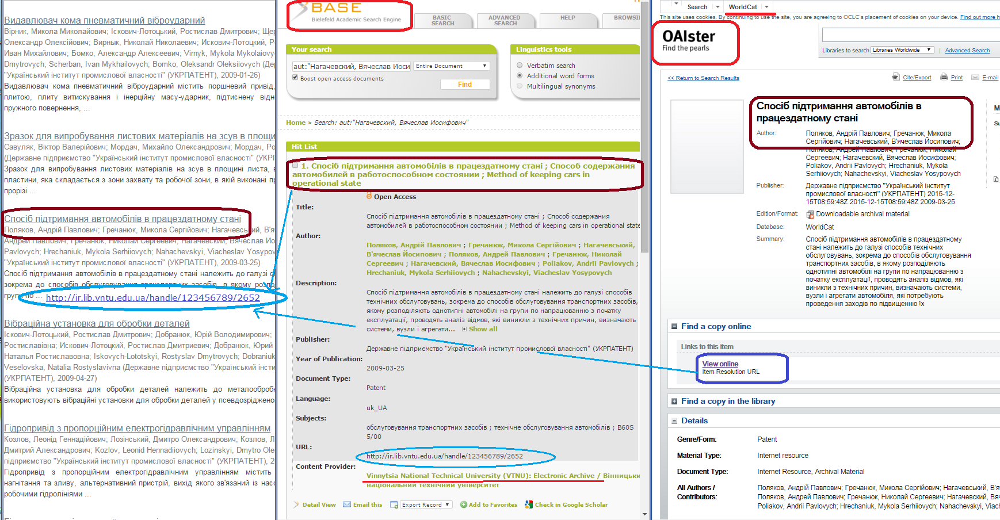 Видавлювач кома пневматичний віброударний
Вірник, Микола Миколайович; Іскович-Лотоцький, Ростислав Дмитрович; Щер
Олександр Олексійович; Вирнык, Николай Николаевич; Искович-Лотоцкий, Р
Иван Михайлович; Бомко, Александр Алексеевич; Virnyk, Mykola Mykolaiovyc
Dmytrovych; Scherban, Ivan Mykhailovych; Bomko, Oleksandr Oleksiiovych (Дер
"Український інститут промислової власності" (УКРПАТЕНТ), 2009-01-26)
Видавлювач кома пневматичний віброударний містить поршневий привід,
плитою, плиту витискування і інерційну масу-ударник, підтиснену відн
пружного повернення, ...
Зразок для випробування листових матеріалів на зсув в площи
Савуляк, Віктор Валерійович; Мордач, Михайло Олександрович; Мордач, Ро
(Державне підприємство "Український інститут промислової власності" (УКРП
Зразок для випробування листових матеріалів на зсув в площині листа, в
пластини, яка складається з зони захвату та робочої зони, в якій виконані пр
прорізі ...
Спосіб підтримання автомобілів в працездатному стані
Поляков, Андрій Павлович; Гречанюк, Микола Сергійович; Нагачевський, В'яч
Андрей Павлович; Гречанюк, Николай Сергеевич; Нагачевский, Вячеслав Ио
Pavlovych; Hrechaniuk, Mykola Serhiiovych; Nahachevskyi, Viacheslav Yosypov
"Український інститут промислової власності" (УКРПАТЕНТ), 2009-03-25)
Спосіб підтримання автомобілів в працездатному стані належить до галузі с
зокрема до способів обслуговування транспортних засобів, в якому розпо
групи по ... http://ir.lib.vntu.edu.ua/handle/123456789/2652
Вібраційна установка для обробки деталей
Іскович-Лотоцький, Ростислав Дмитрович; Добранюк, Юрій Володимирович;
Ростиславівна; Искович-Лотоцкий, Ростислав Дмитриевич; Добранюк, Юрий
Наталья Ростиславовна; Iskovych-Lototskyi, Rostyslav Dmytrovych; Dobraniuk
Veselovska, Natalia Rostyslavivna (Державне підприємство "Український інсти
(УКРПАТЕНТ), 2009-04-27)
Вібраційна установка для обробки деталей належить до металооброб
використовують вібраційні установки для обробки деталей у псевдозріджено
Гідропривід з пропорційним електрогідравлічним управлінням
Козлов, Леонід Геннадійович; Лозінський, Дмитро Олександрович; Козлов, Л
Дмитрий Александрович; Kozlov, Leonid Hennadiiovych; Lozinskyi, Dmytro Ole
підприємство "Український інститут промислової власності" (УКРПАТЕНТ), 2
Гідропривід з пропорційним електрогідравлічним управлінням містить
нагнітання та зливу, альтернативний пристрій, вихід якого зв'язаний із насо
робочими гідролініями ...
BASE
Bielefeld Academic Search Engine
BASIC SEARCH
ADVANCED SEARCH
HELP
BROWSI
Your search
aut:"Нагачевский, Вячеслав Иоси
Entire Document
Boost open access documents
Find
Linguistics tools
Verbatim search
Additional word forms
Multilingual synonyms
Home » Search: aut:"Нагачевский, Вячеслав Иосифович"
Hit List
1. Спосіб підтримання автомобілів в працездатному стані ; Способ содержания
автомобилей в работоспособном состоянии ; Method of keeping cars in
operational state
Open Access
Title:
Спосіб підтримання автомобілів в працездатному стані ; Способ содержания
автомобилей в работоспособном состоянии ; Method of keeping cars in operational state
Author:
Поляков, Андрій Павлович ; Гречанюк, Микола Сергійович ; Нагачевський,
В'ячеслав Йосипович ; Поляков, Андрей Павлович ; Гречанюк, Николай
Сергеевич ; Нагачевский, Вячеслав Иосифович ; Poliakov, Andrii Pavlovych ;
Hrechaniuk, Mykola Serhiiovych ; Nahachevskyi, Viacheslav Yosypovych
Description:
Спосіб підтримання автомобілів в працездатному стані належить до галузі способів
технічних обслуговувань, зокрема до способів обслуговування транспортних засобів,
якому розподіляють однотипні автомобілі на групи по напрацюванню з початку
експлуатації, проводять аналіз відмов, які виникли з технічних причин, визначають
системи, вузли і агрегати... Show all
Publisher:
Державне підприємство "Український інститут промислової власності" (УКРПАТЕНТ)
Year of Publication:
2009-03-25
Document Type:
Patent
Language:
uk_UA
Subjects:
обслуговування транспортних засобів ; технічне обслуговування автомобілів ; B60S
5/00
URL:
http://ir.lib.vntu.edu.ua/handle/123456789/2652
Content Provider:
Vinnytsia National Technical University (VTNU): Electronic Archive / Вінницьки
національний технічний університет
Detail View Email this Export Record Add to Favorites Check in Google Scholar
Search WorldCat
This site uses cookies. By continuing to use the site, you are agreeing to OCLC's placement of cookies on your device. Find out more h
OAIster
Find the pearls
Libraries to search Libraries Worldwide | Advanced Search
<< Return to Search Results
Cite/Export Print E-mail
Спосіб підтримання автомобілів в
працездатному стані
Author: Поляков, Андрій Павлович; Гречанюк, Микола
Сергійович; Нагачевський, В'ячеслав Йосипович;
Поляков, Андрей Павлович; Гречанюк, Николай
Сергеевич; Нагачевский, Вячеслав Иосифович;
Poliakov, Andrii Pavlovych; Hrechaniuk, Mykola
Serhiiovych; Nahachevskyi, Viacheslav Yosypovych
Publisher: Державне підприємство "Український інститут
промислової власності" (УКРПАТЕНТ) 2015-12-
15T08:59:48Z 2015-12-15T08:59:48Z 2009-03-25
Edition/Format: Downloadable archival material
Database: WorldCat
Summary: Спосіб підтримання автомобілів в працездатному
стані належить до галузі способів технічних
обслуговувань, зокрема до способів обслуговування
транспортних засобів, в якому розподіляють
однотипні автомобілі на групи по напрацюванню з
початку експлуатації, проводять аналіз відмов, які
виникли з технічних причин, визначають системи,
вузли і агрегати автомобіля, які потребують
проведення заходів по підвищенню їх
M
Su
Find a copy online
Links to this item
View online
Item Resolution URL
Find a copy in the library
Details
Genre/Form: Patent
Material Type: Internet resource
Document Type: Internet Resource, Archival Material
All Authors / Contributors:
Поляков, Андрій Павлович; Гречанюк, Микола Сергійович; Нагачевський, В'я
Поляков, Андрей Павлович; Гречанюк, Николай Сергеевич; Нагачевский, Вяч
Poliakov, Andrii Pavlovych; Hrechaniuk, Mykola Serhiiovych; Nahachevskyi, Viac